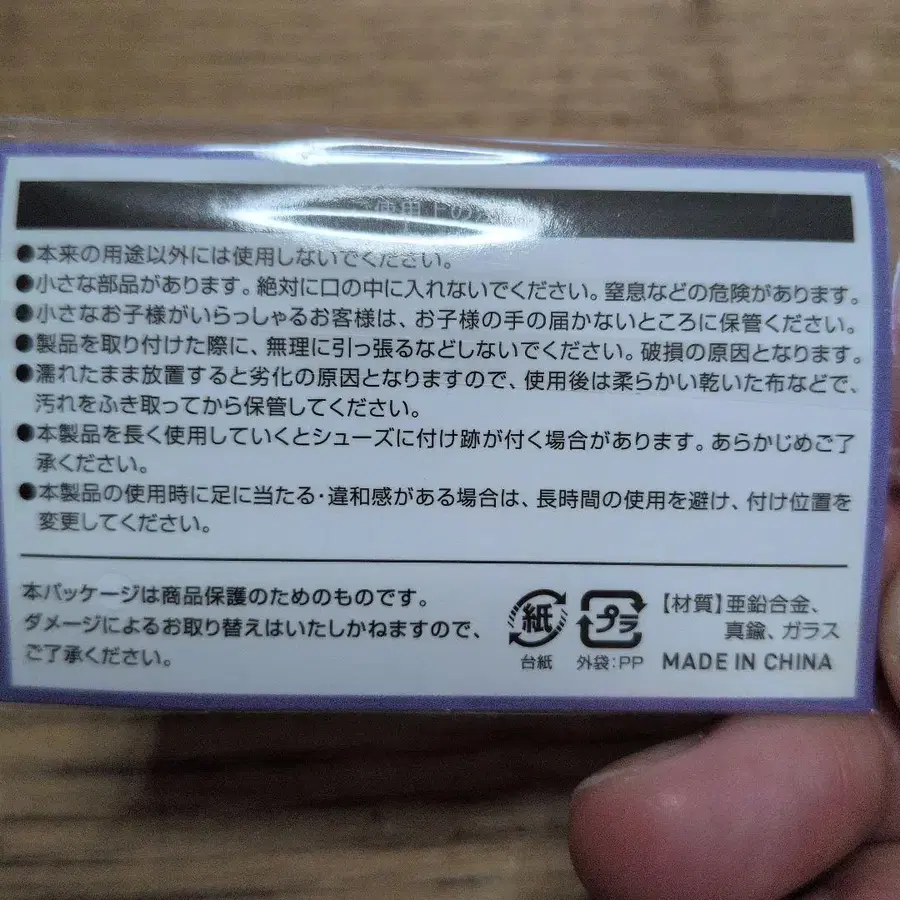 ご使用上の
●本来の用途以外には使用しないでください。
●小さな部品があります。絶対に口の中に入れないでください。窒息などの危険があります。
●小さなお子様がいらっしゃるお客様は、お子様の手の届かないところに保管ください。
●製品を取り付けた際に、無理に引っ張るなどしないでください。破損の原因となります。
●濡れたまま放置すると劣化の原因となりますので、使用後は柔らかい乾いた布などで、
汚れをふき取ってから保管してください。
●本製品を長く使用していくとシューズに付け跡が付く場合があります。あらかじめご了
承ください。
●本製品の使用時に足に当たる・違和感がある場合は、長時間の使用を避け、付け位置を
変更してください。
本パッケージは商品保護のためのものです。
ダメージによるお取り替えはいたしかねますので、
ご了承ください。
紙
台紙
プラ
外袋:PP
【材質】亜鉛合金、
真鍮、ガラス
MADE IN CHINA